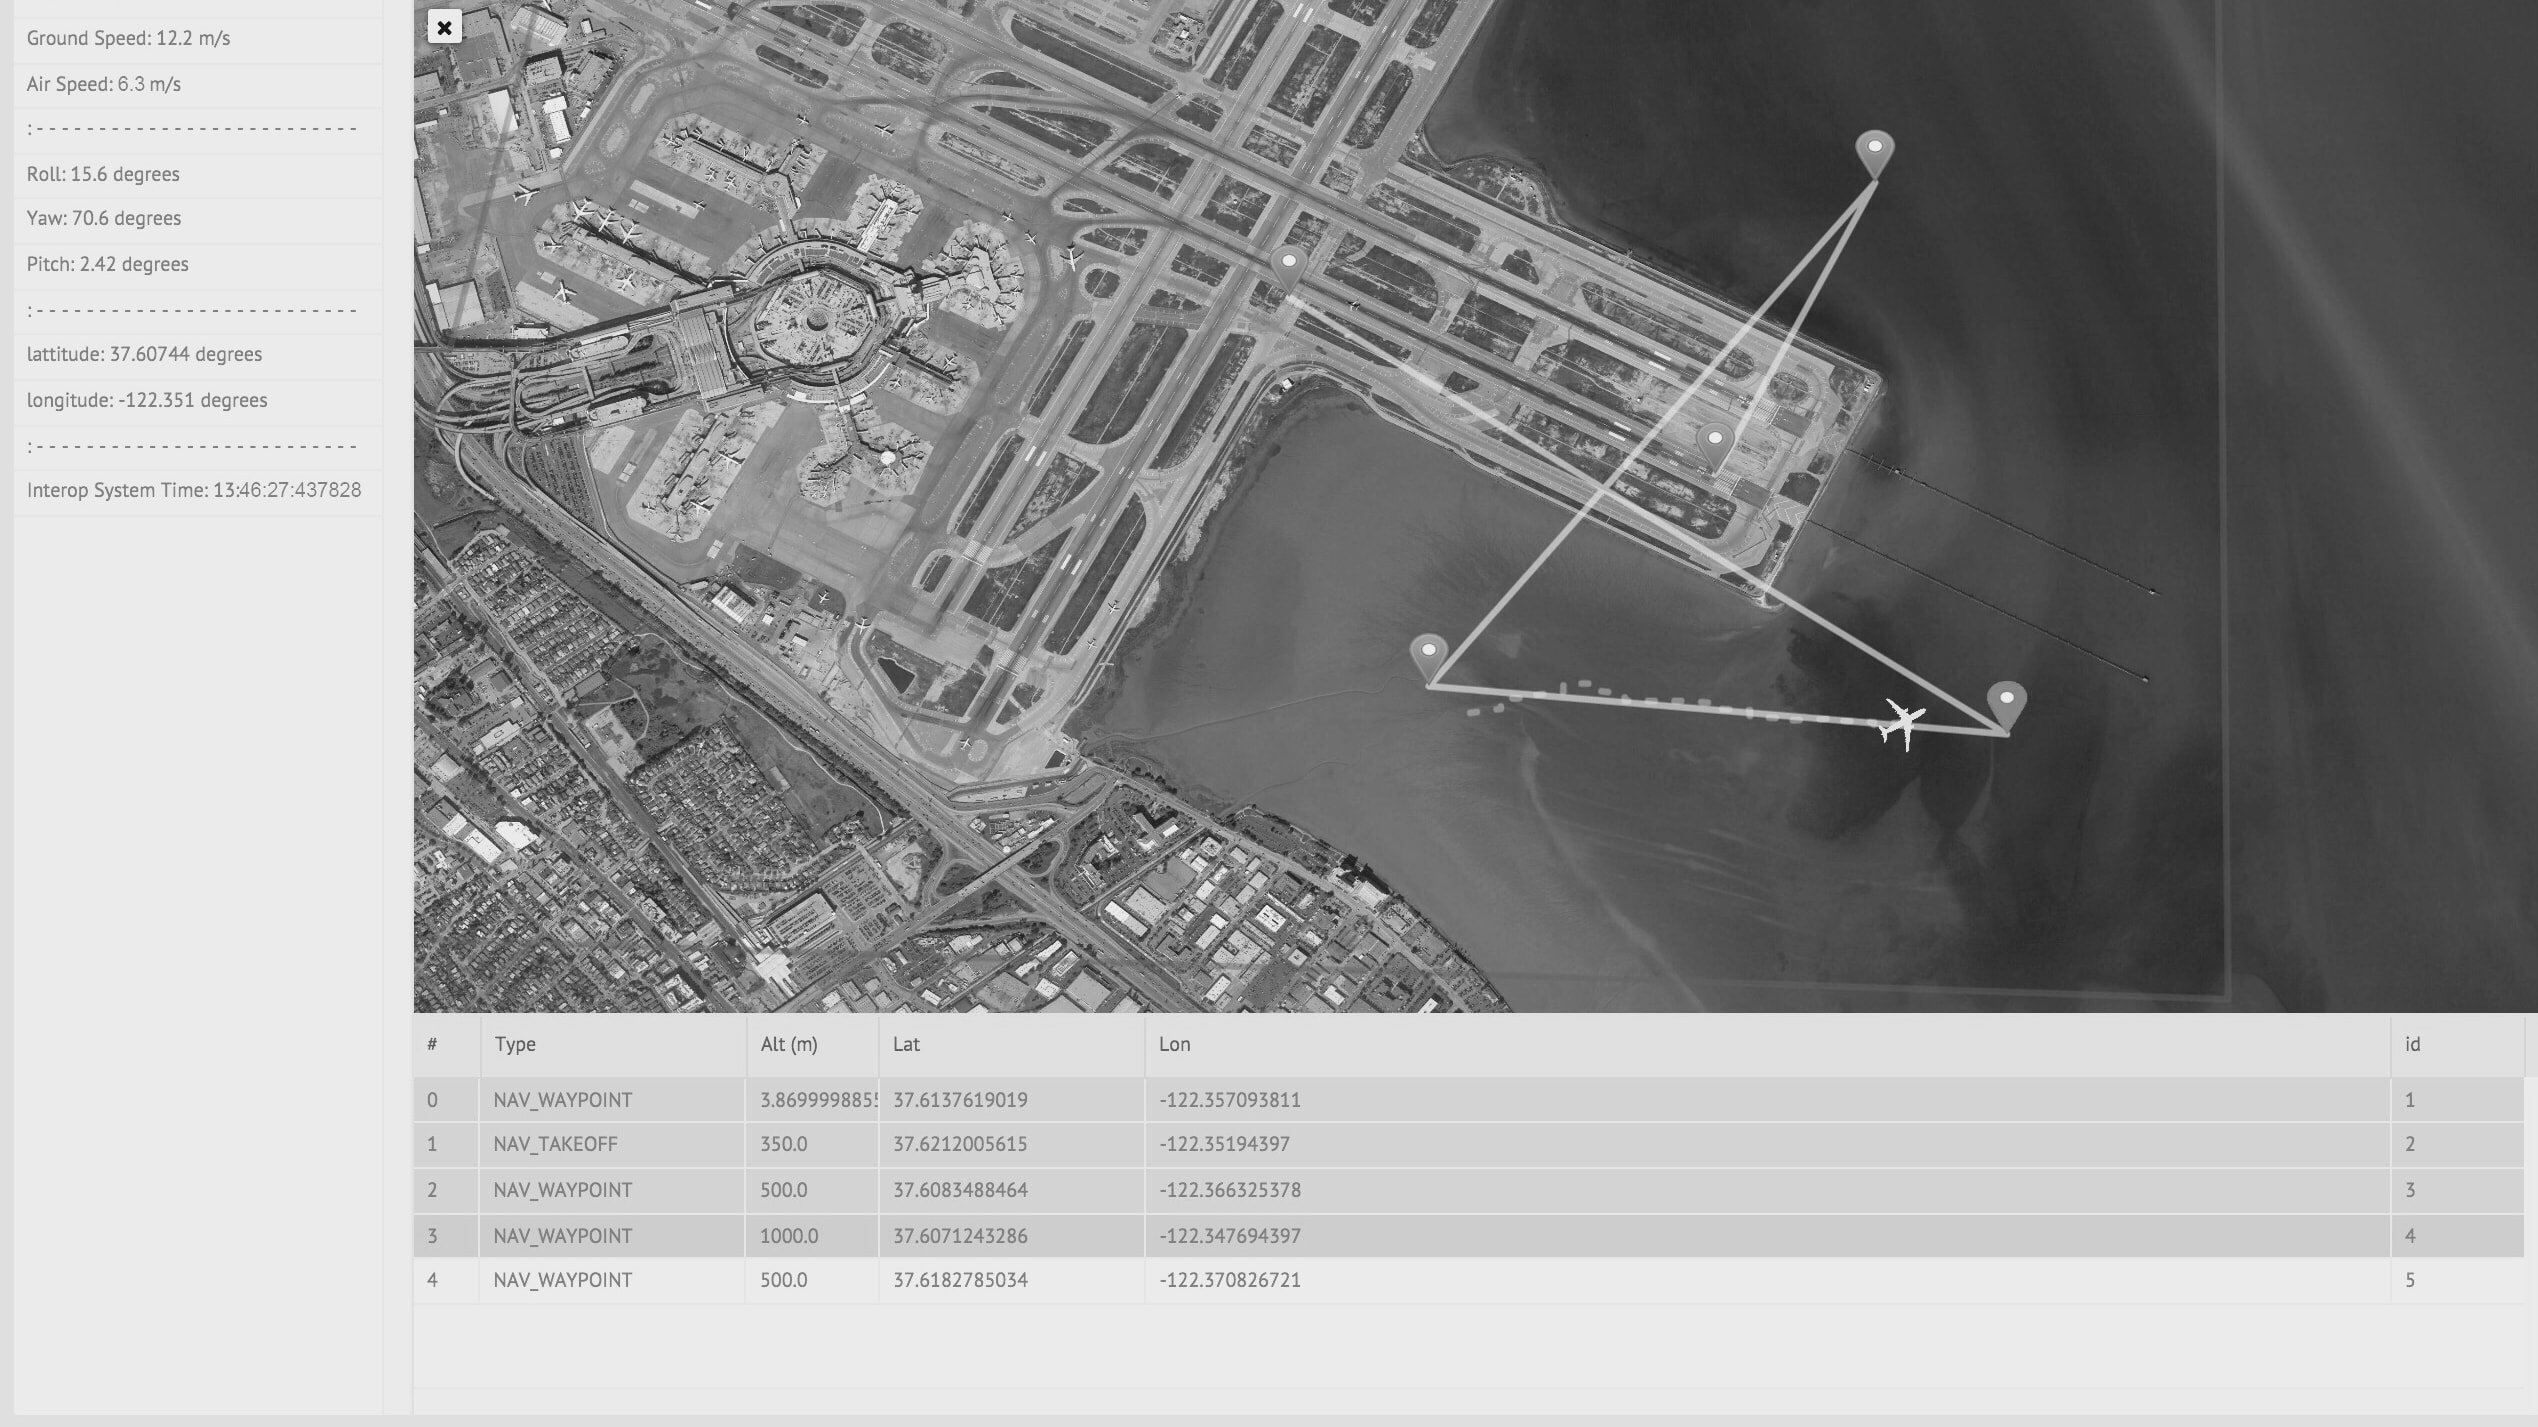 Ground Speed: 12.2 m/s
Air Speed: 6.3 m/s
: - - - - - - - - - - - - - - - - - - - - - - - - - -
Roll: 15.6 degrees
Yaw: 70.6 degrees
Pitch: 2.42 degrees
: - - - - - - - - - - - - - - - - - - - - - - - - - -
lattitude: 37.60744 degrees
longitude: -122.351 degrees
: - - - - - - - - - - - - - - - - - - - - - - - - - -
Interop System Time: 13:46:27:437828
# Type Alt (m) Lat Lon id
0 NAV_WAYPOINT 3.8699998855 37.6137619019 -122.357093811 1
1 NAV_TAKEOFF 350.0 37.6212005615 -122.35194397 2
2 NAV_WAYPOINT 500.0 37.6083488464 -122.366325378 3
3 NAV_WAYPOINT 1000.0 37.6071243286 -122.347694397 4
4 NAV_WAYPOINT 500.0 37.6182785034 -122.370826721 5